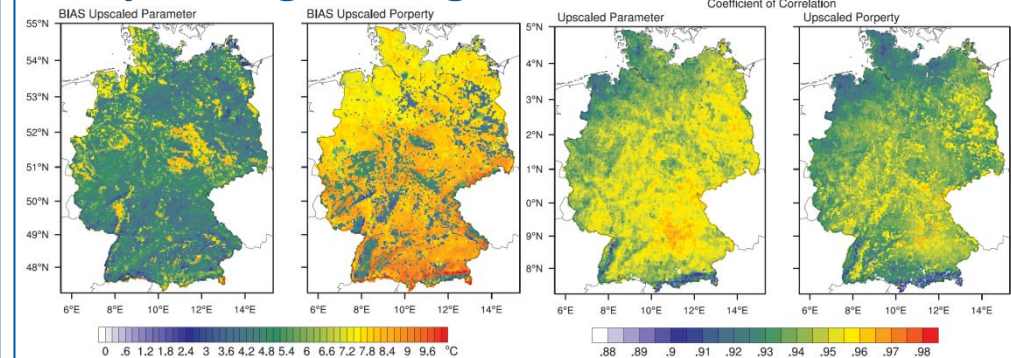 Coefficient of Correlation
BIAS Upscaled Parameter
BIAS Upscaled Porperty
Upscaled Parameter
Upscaled Porperty
55°N
54°N
53°N
52°N
51°N
50°N
49°N
48°N
5°N
4°N
3°N
2°N
1°N
0°N
9°N
8°N
6°E 8°E 10°E 12°E 14°E
6°E 8°E 10°E 12°E 14°E
6°E 8°E 10°E 12°E 14°E
6°E 8°E 10°E 12°E 14°E
0 .6 1.2 1.8 2.4 3 3.6 4.2 4.8 5.4 6 6.6 7.2 7.8 8.4 9 9.6 °C
.88 .89 .9 .91 .92 .93 .94 .95 .96 .97 .98